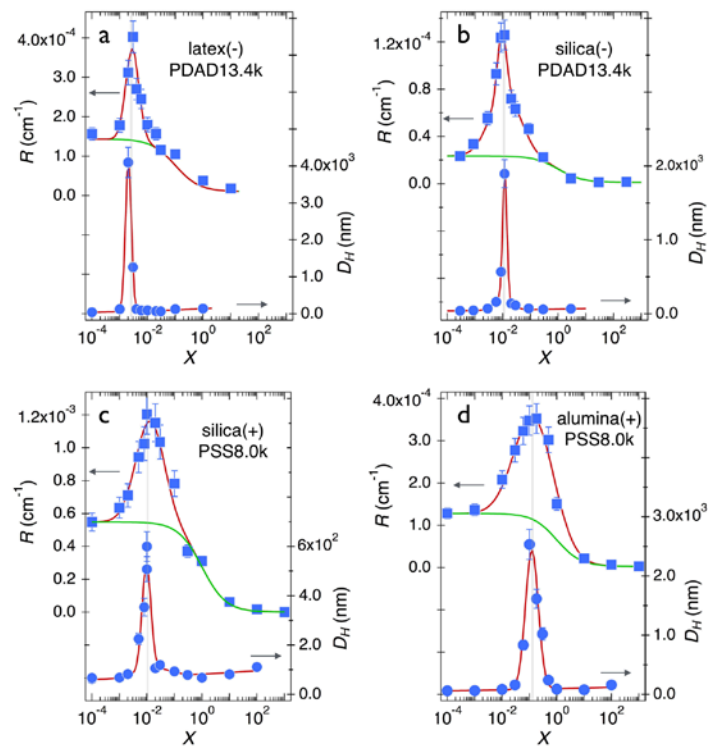 a
latex(-)
PDAD13.4k
4.0x10⁻⁴
3.0
2.0
1.0
0.0
R (cm⁻¹)
4.0x10³
3.0
2.0
1.0
0.0
D_H (nm)
10⁻⁴ 10⁻² 10⁰ 10²
X
b
silica(-)
PDAD13.4k
1.2x10⁻⁴
0.8
0.4
0.0
R (cm⁻¹)
2.0x10³
1.0
0.0
D_H (nm)
10⁻⁴ 10⁻² 10⁰ 10²
X
c
silica(+)
PSS8.0k
1.2x10⁻³
1.0
0.8
0.6
0.4
0.2
0.0
R (cm⁻¹)
6x10²
4.0
2.0
0.0
D_H (nm)
10⁻⁴ 10⁻² 10⁰ 10²
X
d
alumina(+)
PSS8.0k
4.0x10⁻⁴
3.0
2.0
1.0
0.0
R (cm⁻¹)
3.0x10³
2.0
1.0
0.0
D_H (nm)
10⁻⁴ 10⁻² 10⁰ 10²
X